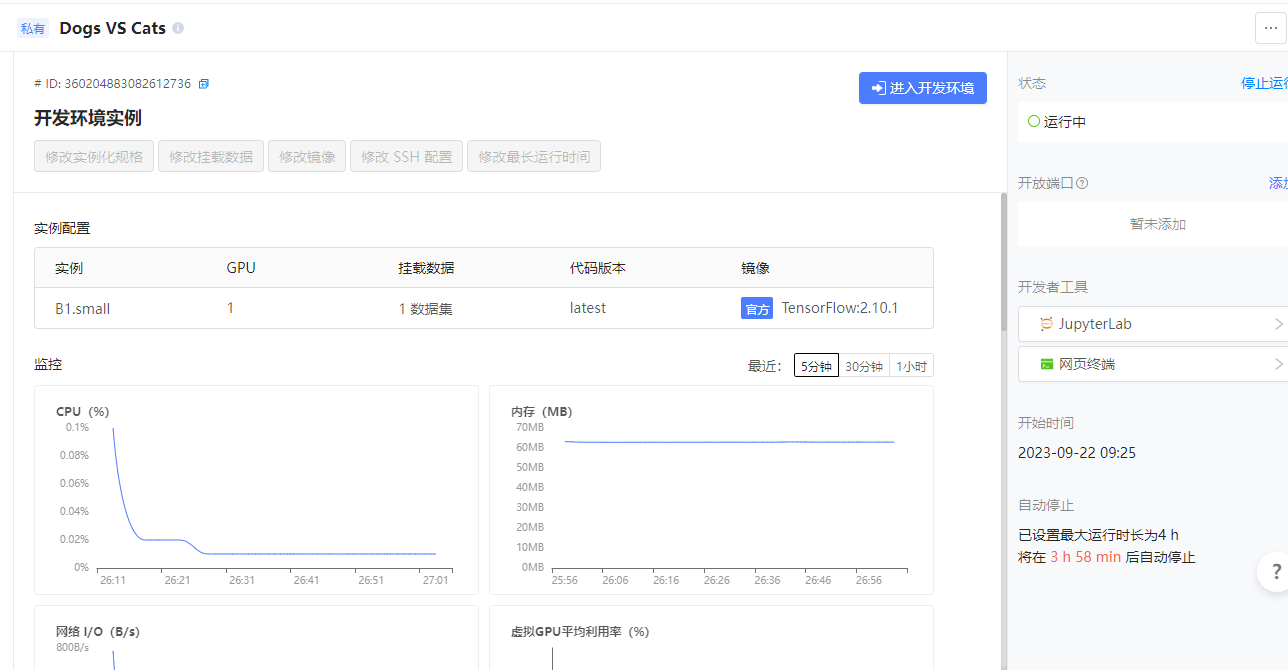 私有 Dogs VS Cats
# ID: 360204883082612736
进入开发环境
开发环境实例
修改实例化规格 修改挂载数据 修改镜像 修改 SSH 配置 修改最长运行时间
实例配置
实例 GPU 挂载数据 代码版本 镜像
B1.small 1 1 数据集 latest 官方 TensorFlow:2.10.1
监控
最近： 5分钟 30分钟 1小时
CPU（%）
0.1%
0.08%
0.06%
0.04%
0.02%
0%
26:11 26:21 26:31 26:41 26:51 27:01
内存（MB）
70MB
60MB
50MB
40MB
30MB
20MB
10MB
0MB
25:56 26:06 26:16 26:26 26:36 26:46 26:56
网络 I/O（B/s）
800B/s
虚拟GPU平均利用率（%）
状态 停止运行
运行中
开放端口 添加
暂未添加
开发者工具
JupyterLab
网页终端
开始时间
2023-09-22 09:25
自动停止
已设置最大运行时长为4 h
将在 3 h 58 min 后自动停止
?